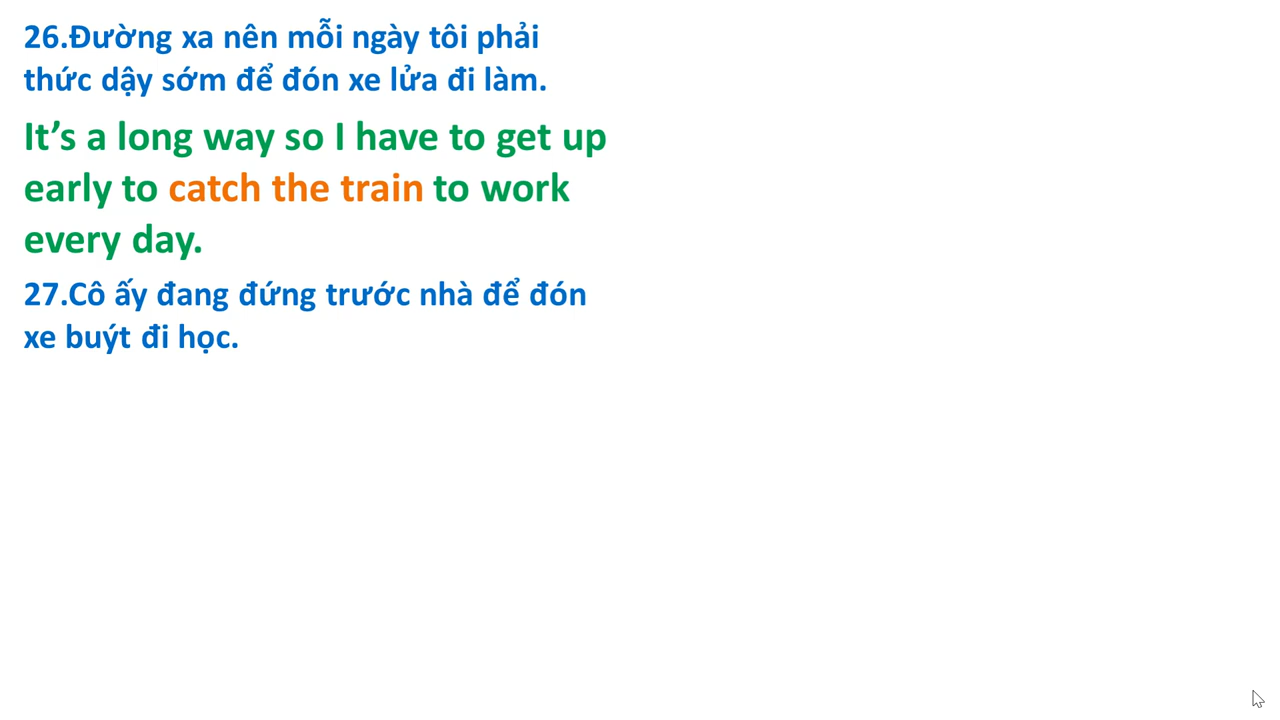 26.Đường xa nên mỗi ngày tôi phải
thức dậy sớm để đón xe lửa đi làm.
It’s a long way so I have to get up
early to catch the train to work
every day.
27.Cô ấy đang đứng trước nhà để đón
xe buýt đi học.